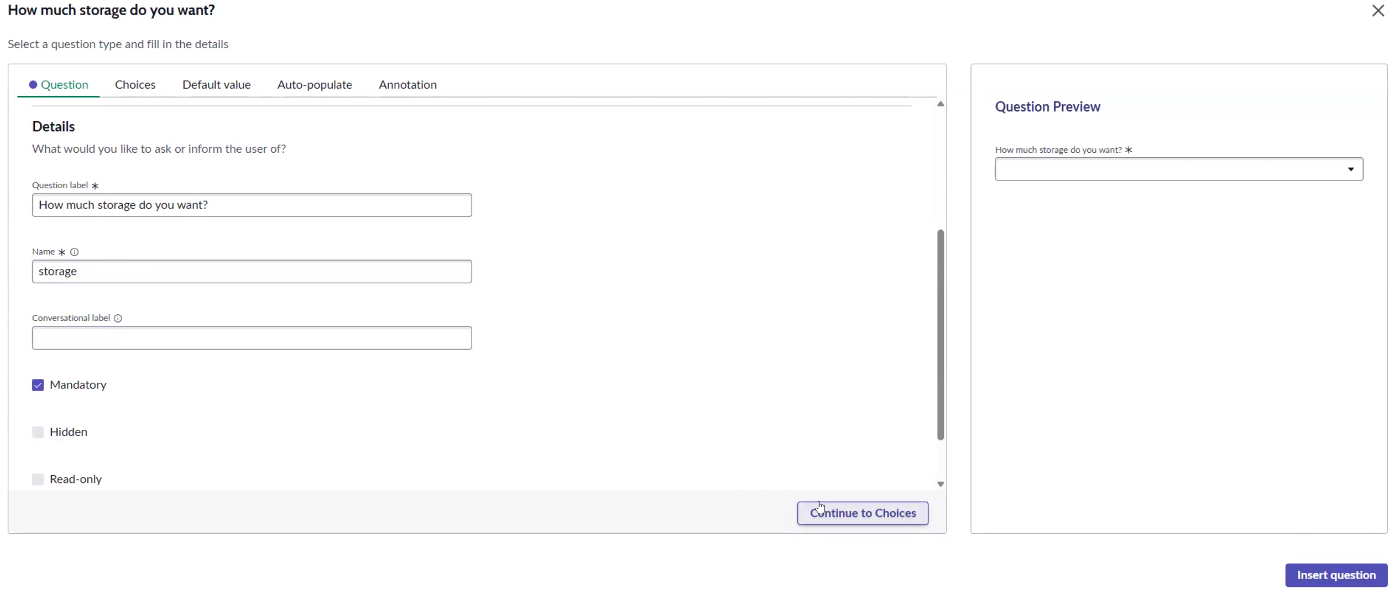 How much storage do you want?
Select a question type and fill in the details
Question Choices Default value Auto-populate Annotation
Details
What would you like to ask or inform the user of?
Question label *
How much storage do you want?
Name *
storage
Conversational label
Mandatory
Hidden
Read-only
Continue to Choices
Question Preview
How much storage do you want? *
Insert question